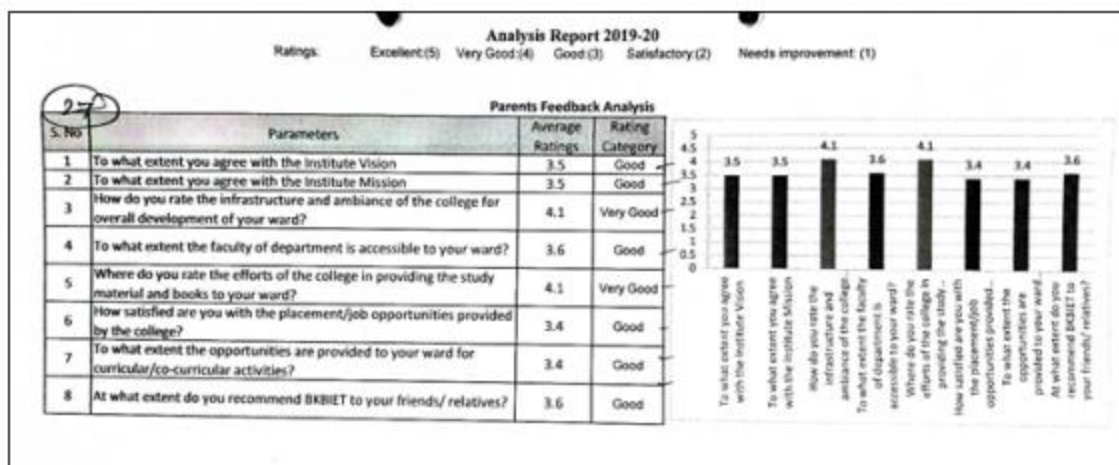 Analysis Report 2019-20
Ratings: Excellent:(5) Very Good:(4) Good:(3) Satisfactory:(2) Needs improvement: (1)
27
Parents Feedback Analysis
S. No Parameters Average Ratings Rating Category
1 To what extent you agree with the Institute Vision 3.5 Good
2 To what extent you agree with the Institute Mission 3.5 Good
3 How do you rate the infrastructure and ambiance of the college for
overall development of your ward? 4.1 Very Good
4 To what extent the faculty of department is accessible to your ward? 3.6 Good
5 Where do you rate the efforts of the college in providing the study
material and books to your ward? 4.1 Very Good
6 How satisfied are you with the placement/job opportunities provided
by the college? 3.4 Good
7 To what extent the opportunities are provided to your ward for
curricular/co-curricular activities? 3.4 Good
8 At what extent do you recommend BKBIET to your friends/ relatives? 3.6 Good
5
4.5
4
3.5
3
2.5
2
1.5
1
0.5
0
3.5 3.5 4.1 3.6 4.1 3.4 3.4 3.6
To what extent you agree
with the Institute Vision
To what extent you agree
with the Institute Mission
How do you rate the
infrastructure and
ambiance of the college
To what extent the faculty
of department is
accessible to your ward?
Where do you rate the
efforts of the college in
providing the study...
How satisfied are you with
the placement/job
opportunities provided...
To what extent the
opportunities are
provided to your ward
At what extent do you
recommend BKBIET to
your friends/ relatives?